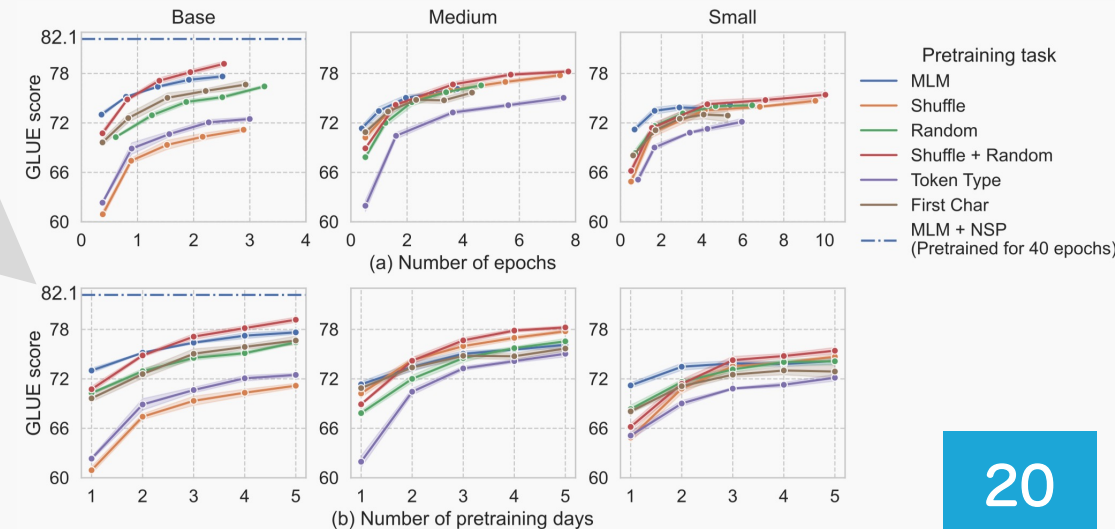 Base Medium Small
82.1
78
72
66
60
GLUE score
0 1 2 3 4
78
72
66
60
0 2 4 6 8
78
72
66
60
0 2 4 6 8 10
(a) Number of epochs
Pretraining task
MLM
Shuffle
Random
Shuffle + Random
Token Type
First Char
MLM + NSP
(Pretrained for 40 epochs)
82.1
78
72
66
60
GLUE score
1 2 3 4 5
78
72
66
60
1 2 3 4 5
78
72
66
60
1 2 3 4 5
(b) Number of pretraining days
20